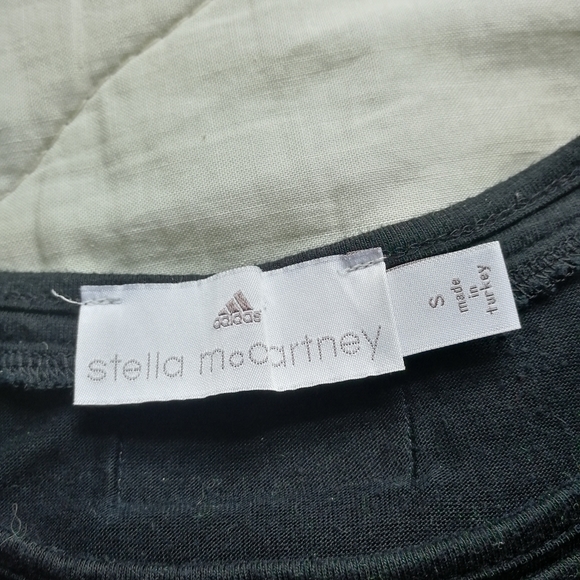 adidas
stella mcCartney
S
made
in
turkey